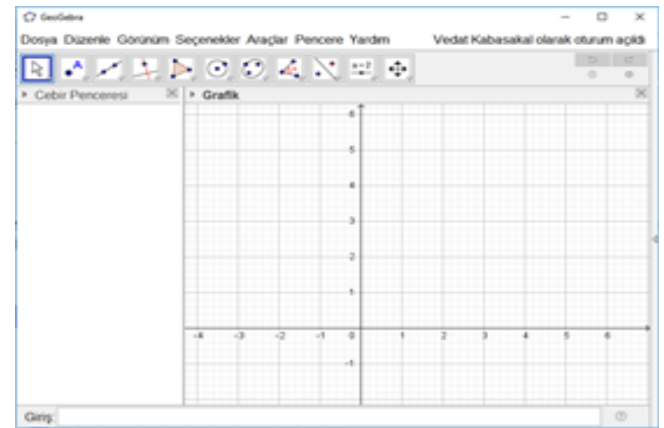 GeoGebra
Dosya Düzenle Görünüm Seçenekler Araçlar Pencere Yardım Vedat Kabasakal olarak oturum açıldı
A a=2
Cebir Penceresi Grafik
6
5
4
3
2
1
-4 -3 -2 -1 0 1 2 3 4 5 6
-1
Giriş: